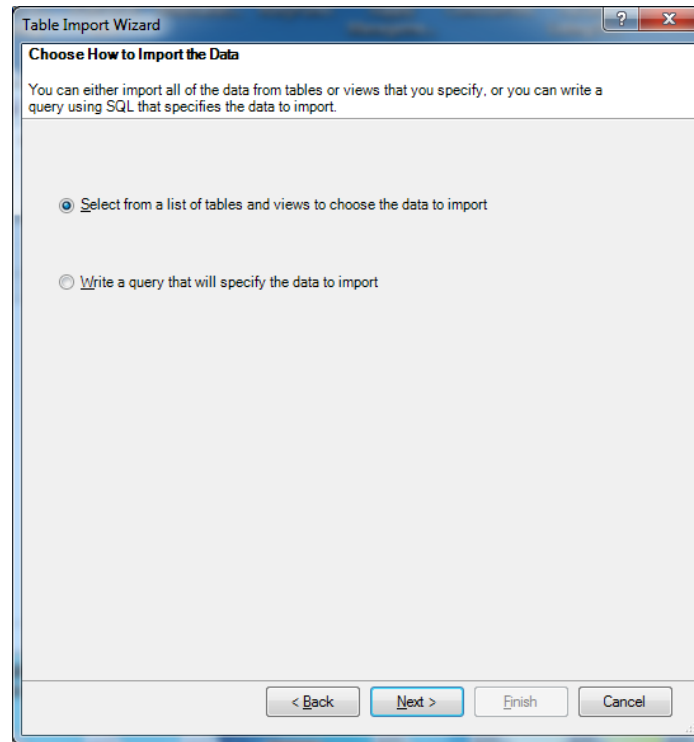 Table Import Wizard
?
X
Choose How to Import the Data
You can either import all of the data from tables or views that you specify, or you can write a
query using SQL that specifies the data to import.
Select from a list of tables and views to choose the data to import
Write a query that will specify the data to import
< Back
Next >
Finish
Cancel